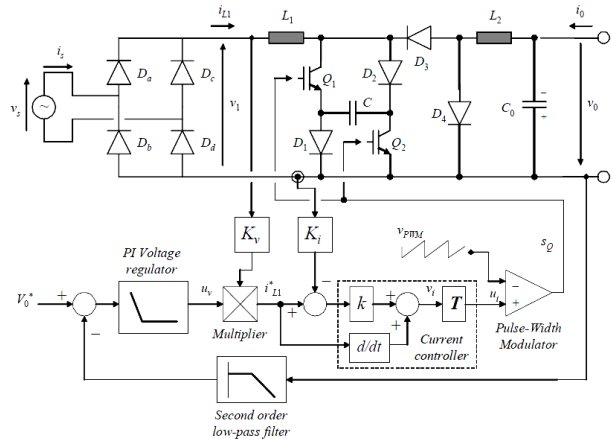 i_L1
L_1
L_2
i_0
i_s
D_a
D_c
Q_1
D_2
D_3
v_s
~
v_1
C
D_4
C_0
−
+
v_0
D_b
D_d
D_1
Q_2
K_v
K_i
v_PWM
s_Q
PI Voltage
regulator
V_0*
+
−
u_v
i*_L1
Multiplier
+
−
k
+
+
v_i
T
u_i
−
+
d/dt
Current
controller
Pulse-Width
Modulator
Second order
low-pass filter